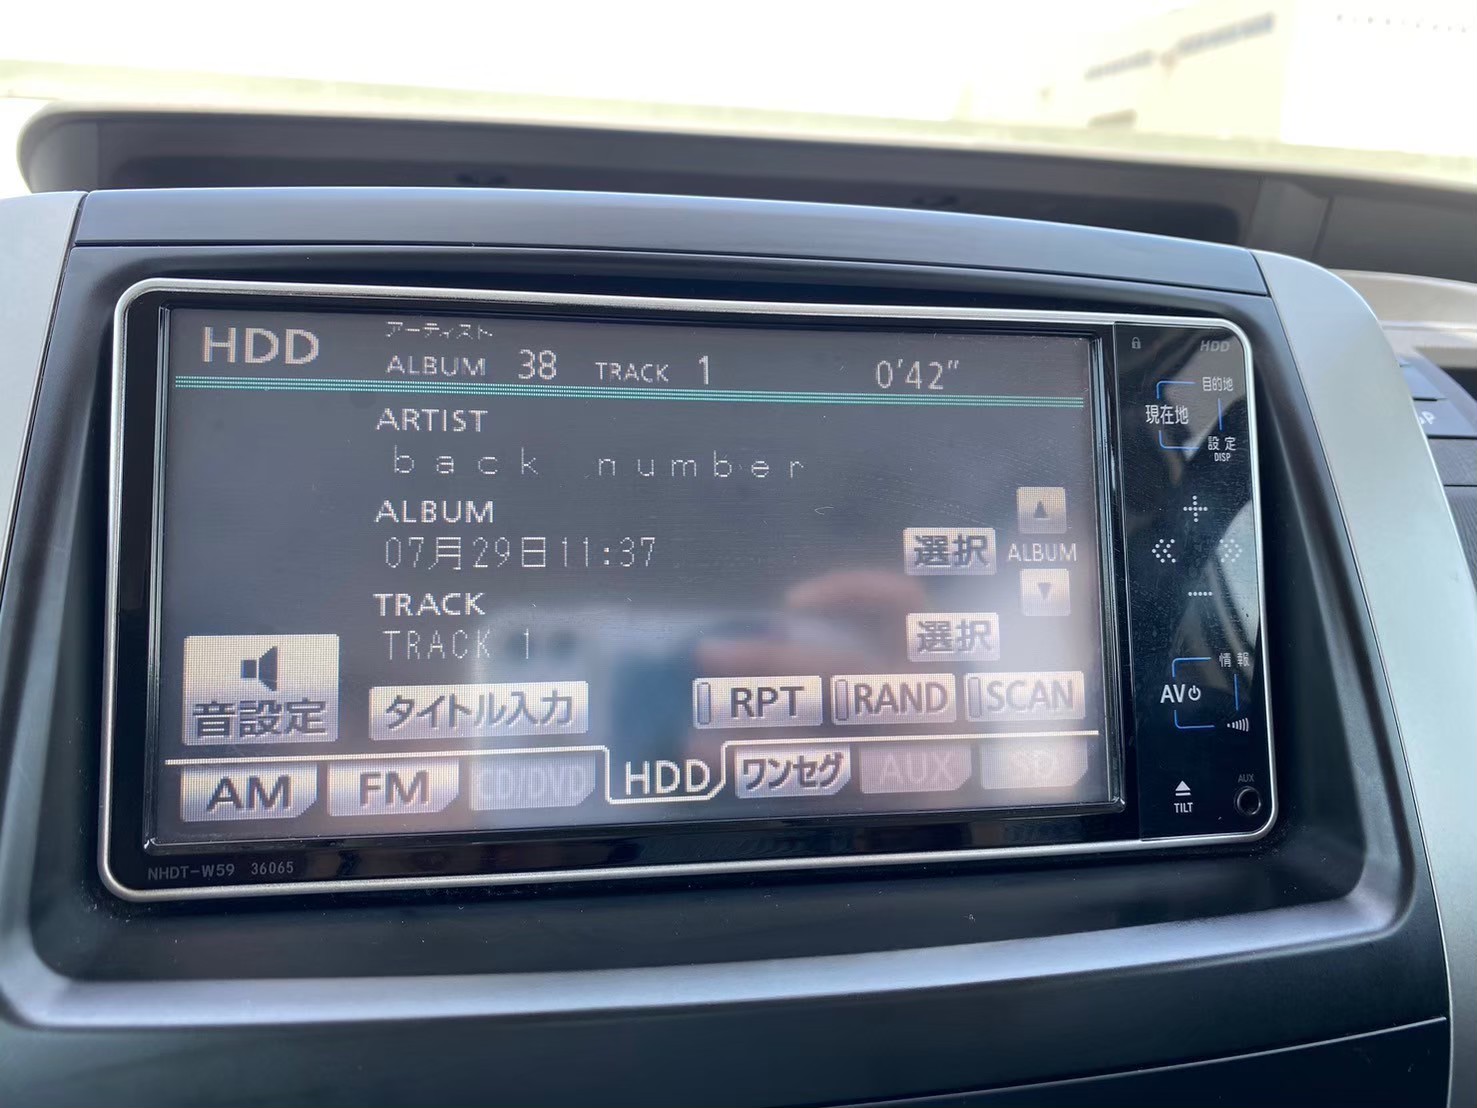 HDD
アーティスト
ALBUM 38 TRACK 1 0'42"
ARTIST
back number
ALBUM
07月29日11:37
選択
ALBUM
TRACK
TRACK 1
選択
音設定
タイトル入力
RPT
RAND
SCAN
AM
FM
CD/DVD
HDD
ワンセグ
AUX
SD
NHDT-W59 36065
HDD
目的地
現在地
設定
DISP
情報
AV
TILT
AUX